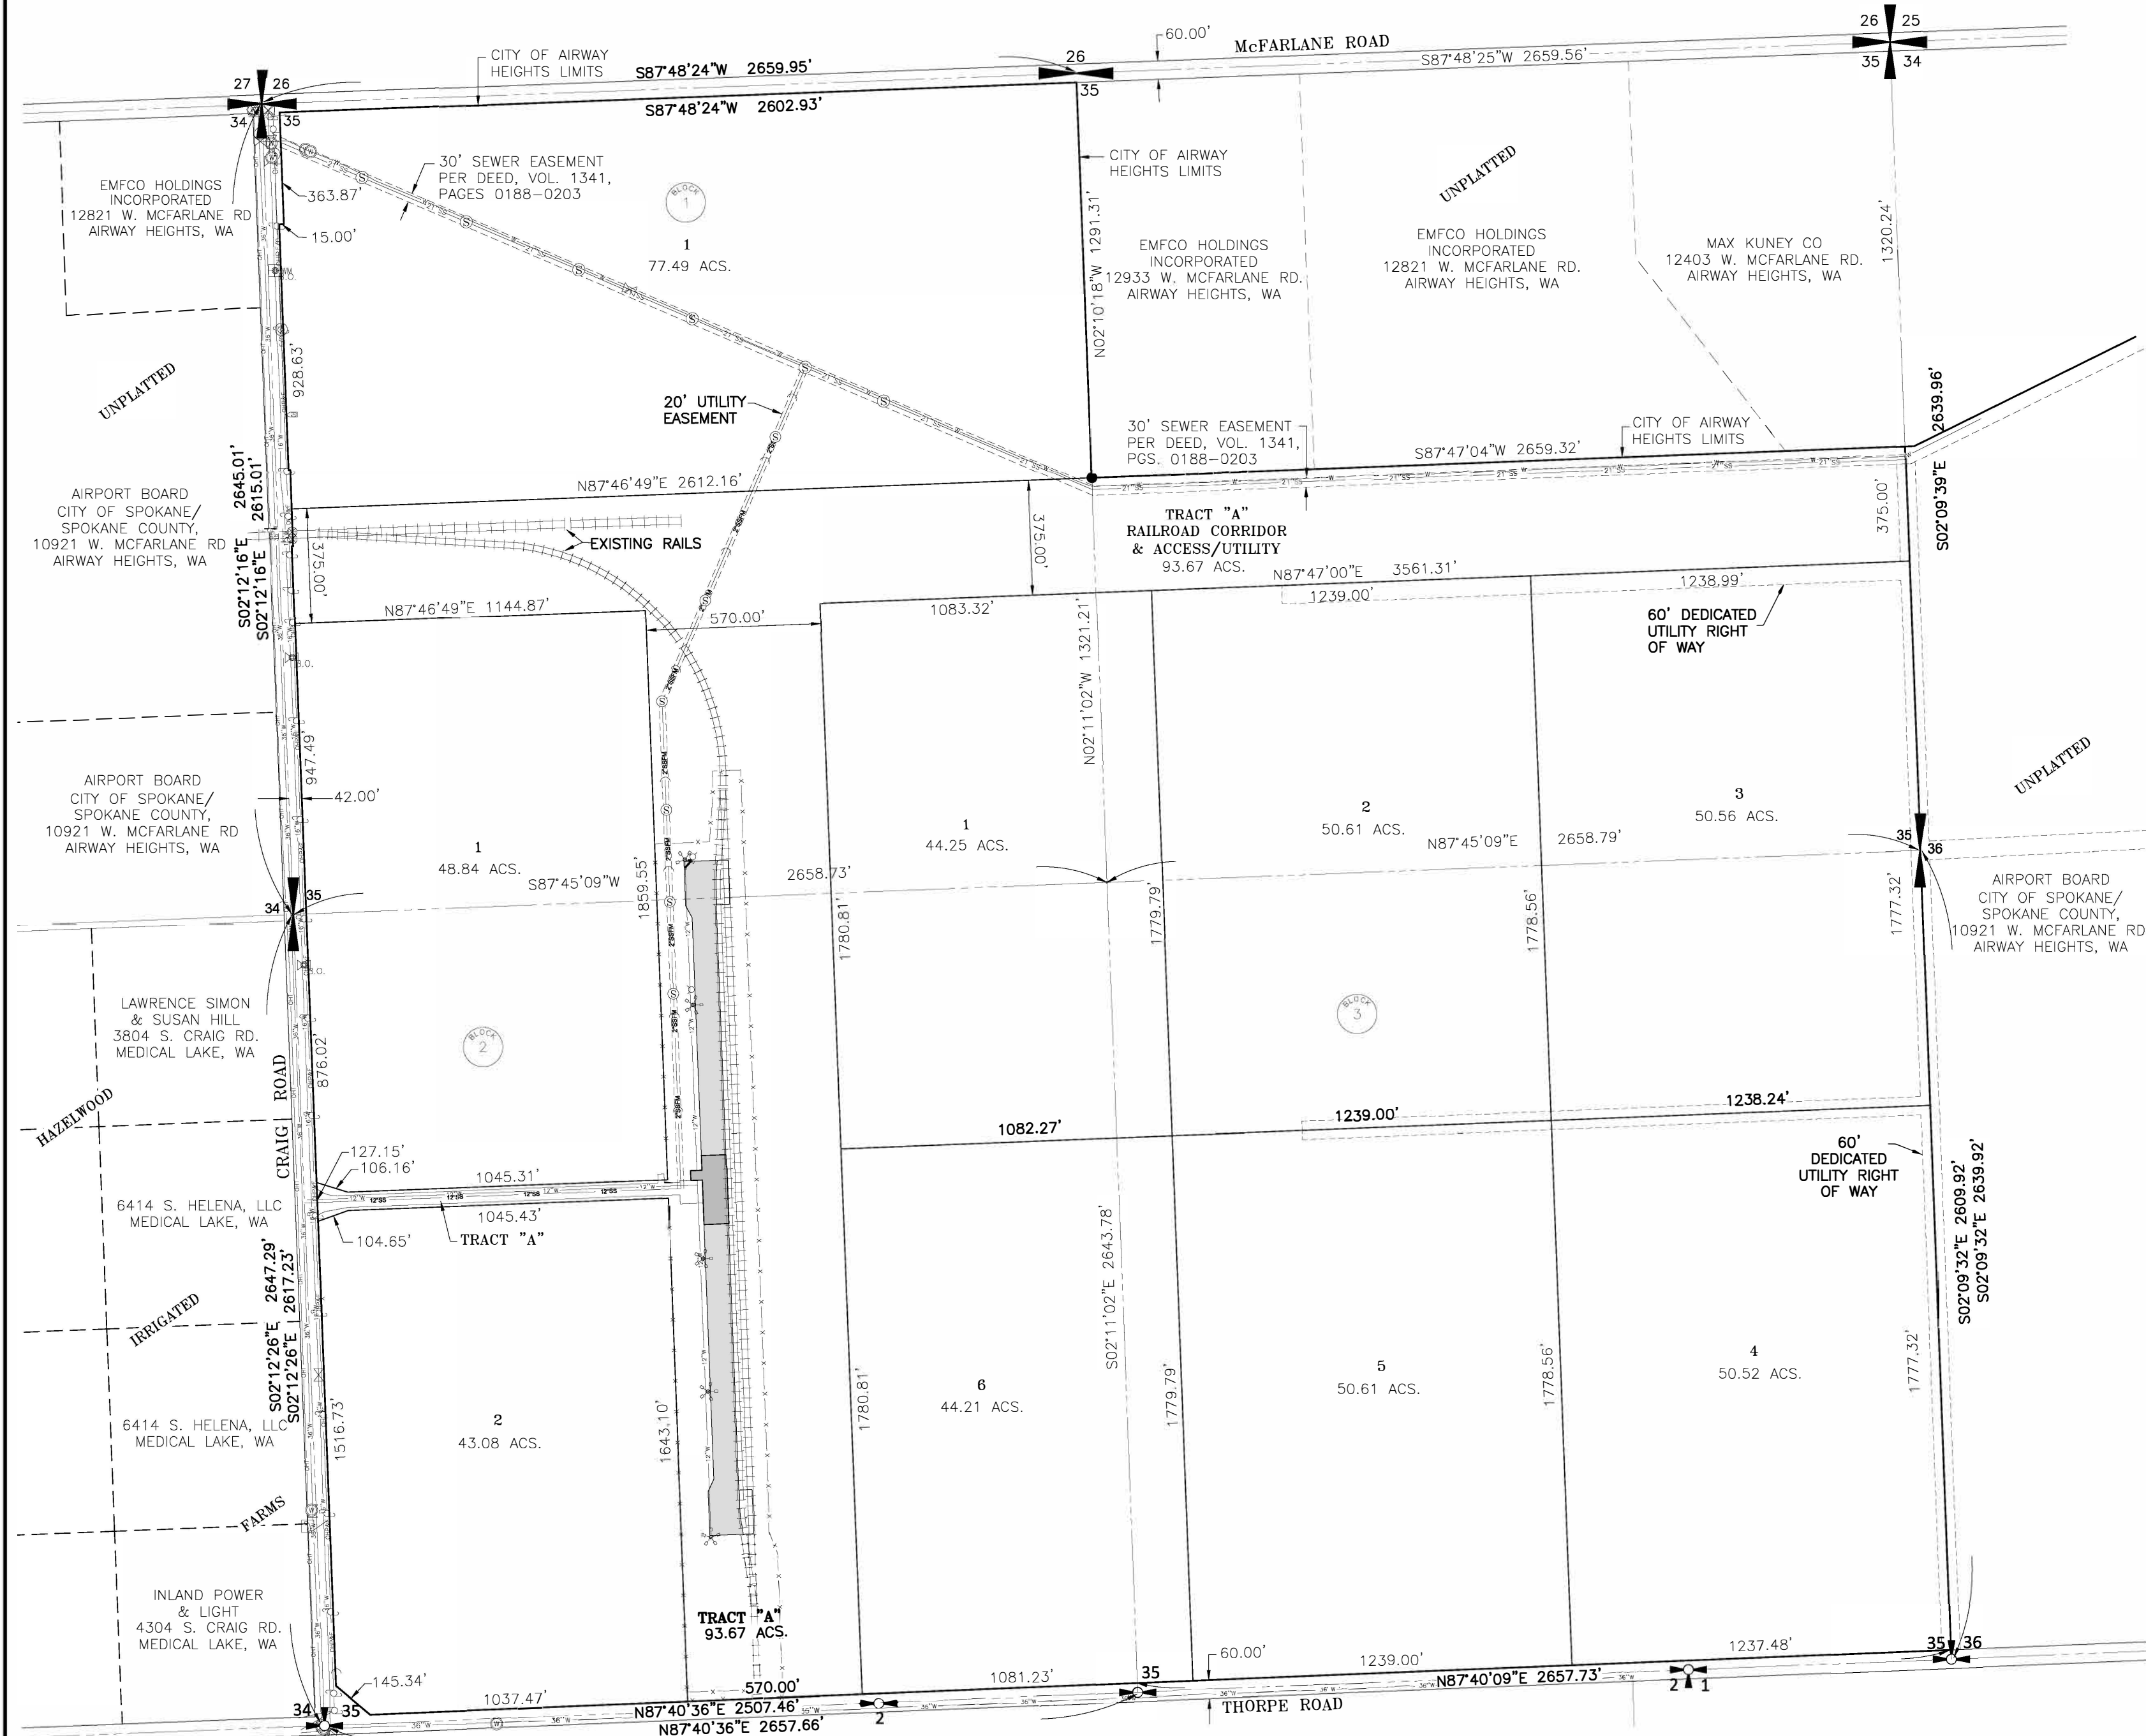 CITY OF AIRWAY
HEIGHTS LIMITS
S87°48'24"W 2659.95'
S87°48'24"W 2602.93'
60.00'
McFARLANE ROAD
S87°48'25"W 2659.56'
27 26
34 35
26
35
26 25
35 34
EMFCO HOLDINGS
INCORPORATED
12821 W. MCFARLANE RD
AIRWAY HEIGHTS, WA
363.87'
15.00'
30' SEWER EASEMENT
PER DEED, VOL. 1341,
PAGES 0188-0203
BLOCK
1
1
77.49 ACS.
CITY OF AIRWAY
HEIGHTS LIMITS
N02°10'18"W 1291.31'
EMFCO HOLDINGS
INCORPORATED
12933 W. MCFARLANE RD.
AIRWAY HEIGHTS, WA
UNPLATTED
EMFCO HOLDINGS
INCORPORATED
12821 W. MCFARLANE RD.
AIRWAY HEIGHTS, WA
MAX KUNEY CO
12403 W. MCFARLANE RD.
AIRWAY HEIGHTS, WA
1320.24'
UNPLATTED
928.63'
20' UTILITY
EASEMENT
30' SEWER EASEMENT
PER DEED, VOL. 1341,
PGS. 0188-0203
S87°47'04"W 2659.32'
CITY OF AIRWAY
HEIGHTS LIMITS
S02°09'39"E 2639.96'
S02°12'16"E 2645.01'
S02°12'16"E 2615.01'
AIRPORT BOARD
CITY OF SPOKANE/
SPOKANE COUNTY,
10921 W. MCFARLANE RD
AIRWAY HEIGHTS, WA
N87°46'49"E 2612.16'
375.00'
EXISTING RAILS
375.00'
TRACT "A"
RAILROAD CORRIDOR
& ACCESS/UTILITY
93.67 ACS.
375.00'
N87°47'00"E 3561.31'
N87°46'49"E 1144.87'
570.00'
1083.32'
1239.00'
1238.99'
60' DEDICATED
UTILITY RIGHT
OF WAY
N02°11'02"W 1321.21'
947.49'
42.00'
AIRPORT BOARD
CITY OF SPOKANE/
SPOKANE COUNTY,
10921 W. MCFARLANE RD
AIRWAY HEIGHTS, WA
UNPLATTED
1
48.84 ACS.
S87°45'09"W
2658.73'
1859.55'
1
44.25 ACS.
2
50.61 ACS.
3
50.56 ACS.
N87°45'09"E 2658.79'
35
36
34
35
1780.81'
1779.79'
1778.56'
1777.32'
AIRPORT BOARD
CITY OF SPOKANE/
SPOKANE COUNTY,
10921 W. MCFARLANE RD
AIRWAY HEIGHTS, WA
LAWRENCE SIMON
& SUSAN HILL
3804 S. CRAIG RD.
MEDICAL LAKE, WA
CRAIG ROAD
876.02'
BLOCK
2
BLOCK
3
HAZELWOOD
127.15'
106.16'
1045.31'
1082.27'
1239.00'
1238.24'
1045.43'
104.65'
TRACT "A"
60'
DEDICATED
UTILITY RIGHT
OF WAY
6414 S. HELENA, LLC
MEDICAL LAKE, WA
S02°12'26"E 2647.29'
S02°12'26"E 2617.23'
IRRIGATED
S02°11'02"E 2643.78'
S02°09'32"E 2609.92'
S02°09'32"E 2639.92'
6414 S. HELENA, LLC
MEDICAL LAKE, WA
1516.73'
2
43.08 ACS.
1643.10'
1780.81'
6
44.21 ACS.
1779.79'
5
50.61 ACS.
1778.56'
4
50.52 ACS.
1777.32'
FARMS
INLAND POWER
& LIGHT
4304 S. CRAIG RD.
MEDICAL LAKE, WA
TRACT "A"
93.67 ACS.
145.34'
1037.47'
570.00'
1081.23'
35
60.00'
1239.00'
1237.48'
35 36
34 35
N87°40'36"E 2507.46'
N87°40'36"E 2657.66'
2
THORPE ROAD
N87°40'09"E 2657.73'
2 1